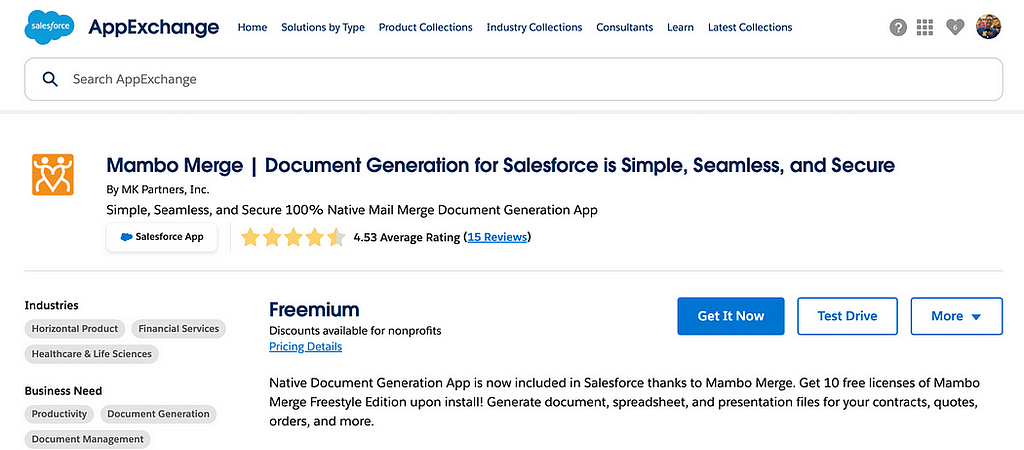 salesforce AppExchange Home Solutions by Type Product Collections Industry Collections Consultants Learn Latest Collections ? 6
Search AppExchange
Mambo Merge | Document Generation for Salesforce is Simple, Seamless, and Secure
By MK Partners, Inc.
Simple, Seamless, and Secure 100% Native Mail Merge Document Generation App
Salesforce App 4.53 Average Rating (15 Reviews)
Industries
Horizontal Product Financial Services
Healthcare & Life Sciences
Business Need
Productivity Document Generation
Document Management
Freemium
Discounts available for nonprofits
Pricing Details
Get It Now Test Drive More
Native Document Generation App is now included in Salesforce thanks to Mambo Merge. Get 10 free licenses of Mambo
Merge Freestyle Edition upon install! Generate document, spreadsheet, and presentation files for your contracts, quotes,
orders, and more.